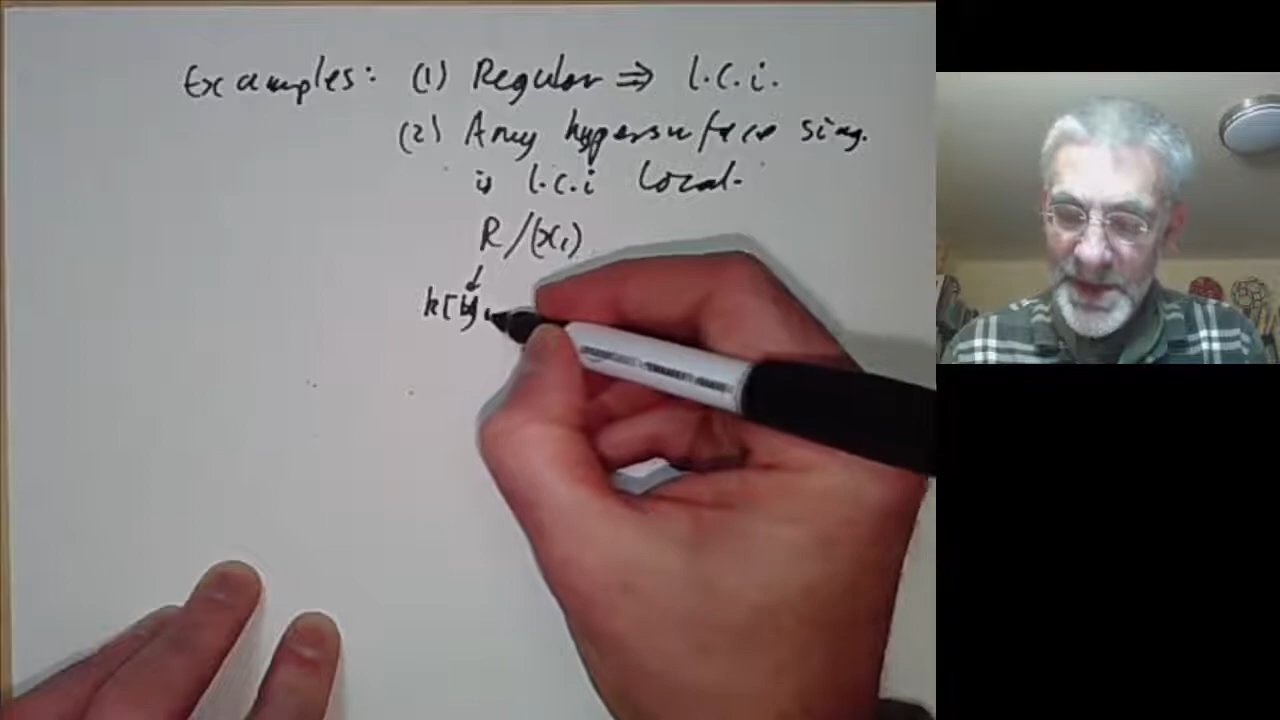 Examples: (1) Regular ⇒ l.c.i.
(2) Any hypersurface sing.
is l.c.i local.
R/(x₁)
↓
k[y,